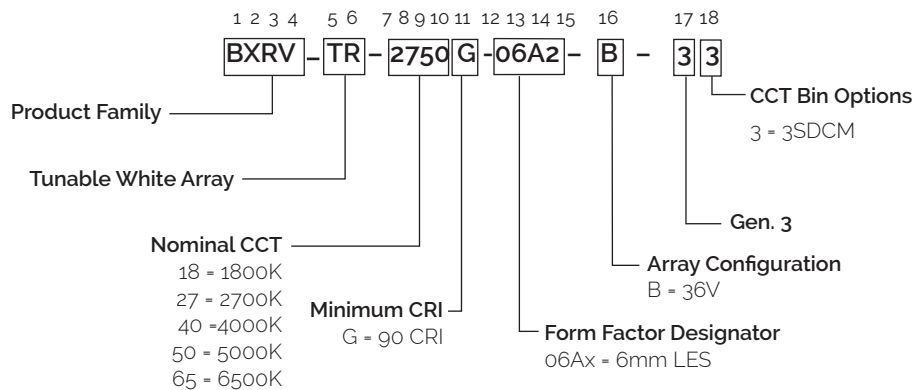 1 2 3 4 5 6 7 8 9 10 11 12 13 14 15 16 17 18
BXRV – TR – 2750 G -06A2 – B – 3 3
CCT Bin Options
3 = 3SDCM
Product Family
Tunable White Array
Gen. 3
Nominal CCT
18 = 1800K
27 = 2700K
40 =4000K
50 = 5000K
65 = 6500K
Array Configuration
B = 36V
Minimum CRI
G = 90 CRI
Form Factor Designator
06Ax = 6mm LES